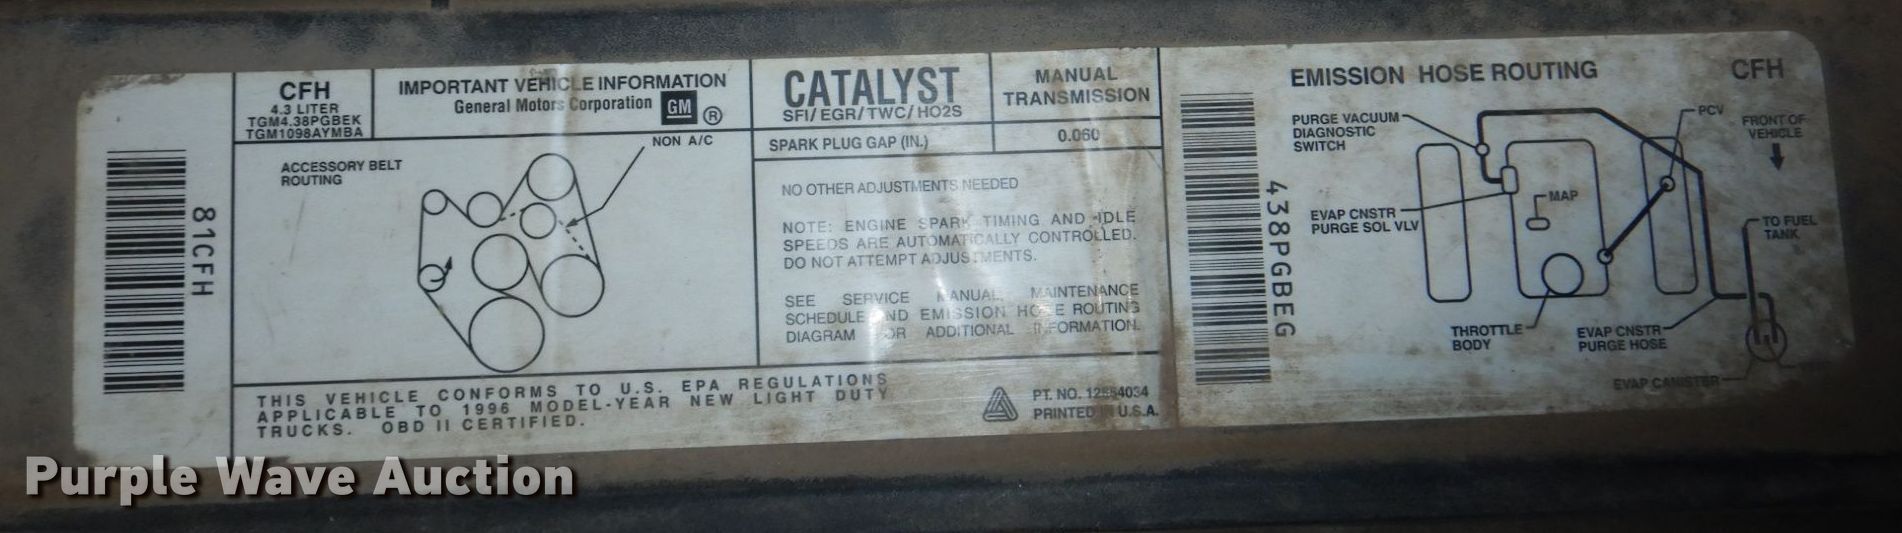 81CFH
CFH
4.3 LITER
TGM4.38PGBEK
TGM1098AYMBA
IMPORTANT VEHICLE INFORMATION
General Motors Corporation GM ®
ACCESSORY BELT
ROUTING
NON A/C
CATALYST
SFI/EGR/TWC/HO2S
MANUAL
TRANSMISSION
SPARK PLUG GAP (IN.)
0.060
NO OTHER ADJUSTMENTS NEEDED
NOTE: ENGINE SPARK TIMING AND IDLE
SPEEDS ARE AUTOMATICALLY CONTROLLED.
DO NOT ATTEMPT ADJUSTMENTS.
SEE SERVICE MANUAL, MAINTENANCE
SCHEDULE AND EMISSION HOSE ROUTING
DIAGRAM FOR ADDITIONAL INFORMATION.
THIS VEHICLE CONFORMS TO U.S. EPA REGULATIONS
APPLICABLE TO 1996 MODEL-YEAR NEW LIGHT DUTY
TRUCKS. OBD II CERTIFIED.
PT. NO. 12554034
PRINTED IN U.S.A.
438PGBEG
EMISSION HOSE ROUTING
CFH
PURGE VACUUM
DIAGNOSTIC
SWITCH
PCV
FRONT OF
VEHICLE
MAP
EVAP CNSTR
PURGE SOL VLV
TO FUEL
TANK
THROTTLE
BODY
EVAP CNSTR
PURGE HOSE
EVAP CANISTER
Purple Wave Auction